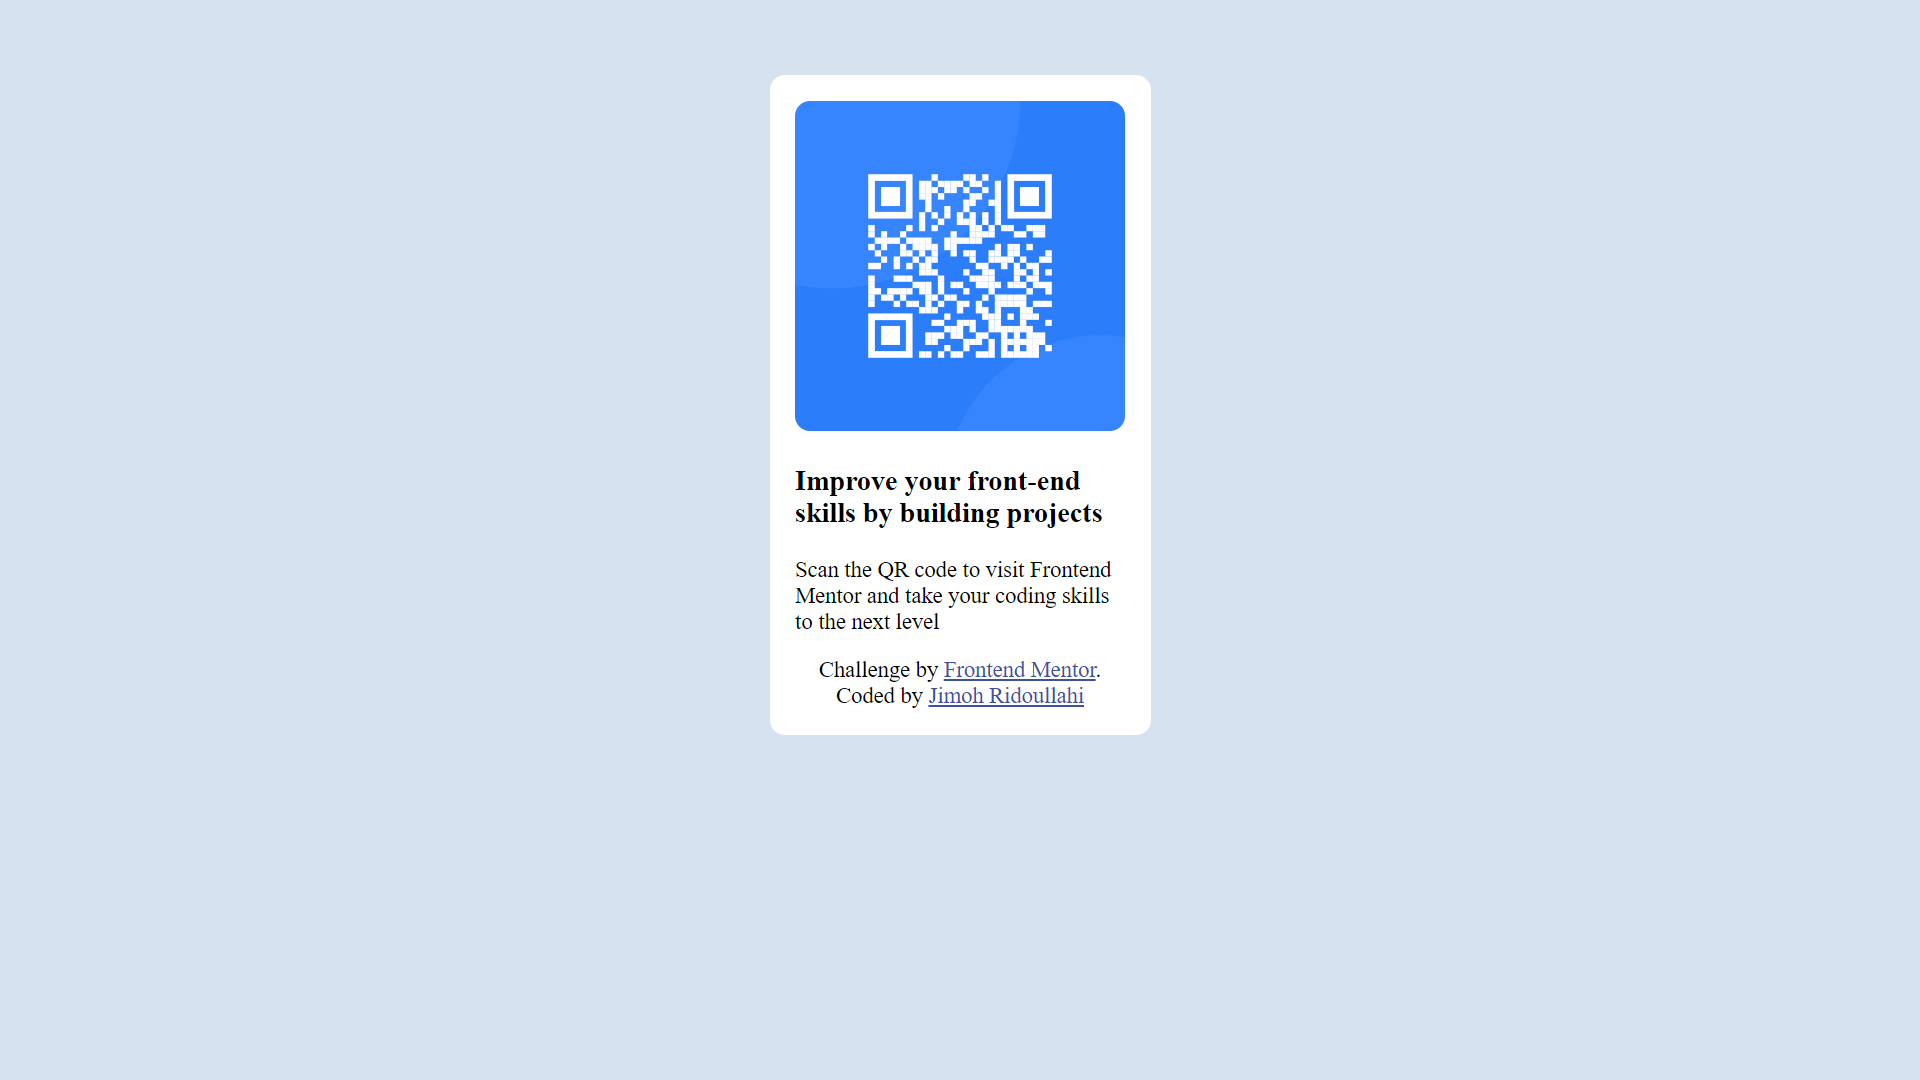 Improve your front-end
skills by building projects
Scan the QR code to visit Frontend
Mentor and take your coding skills
to the next level
Challenge by Frontend Mentor.
Coded by Jimoh Ridoullahi